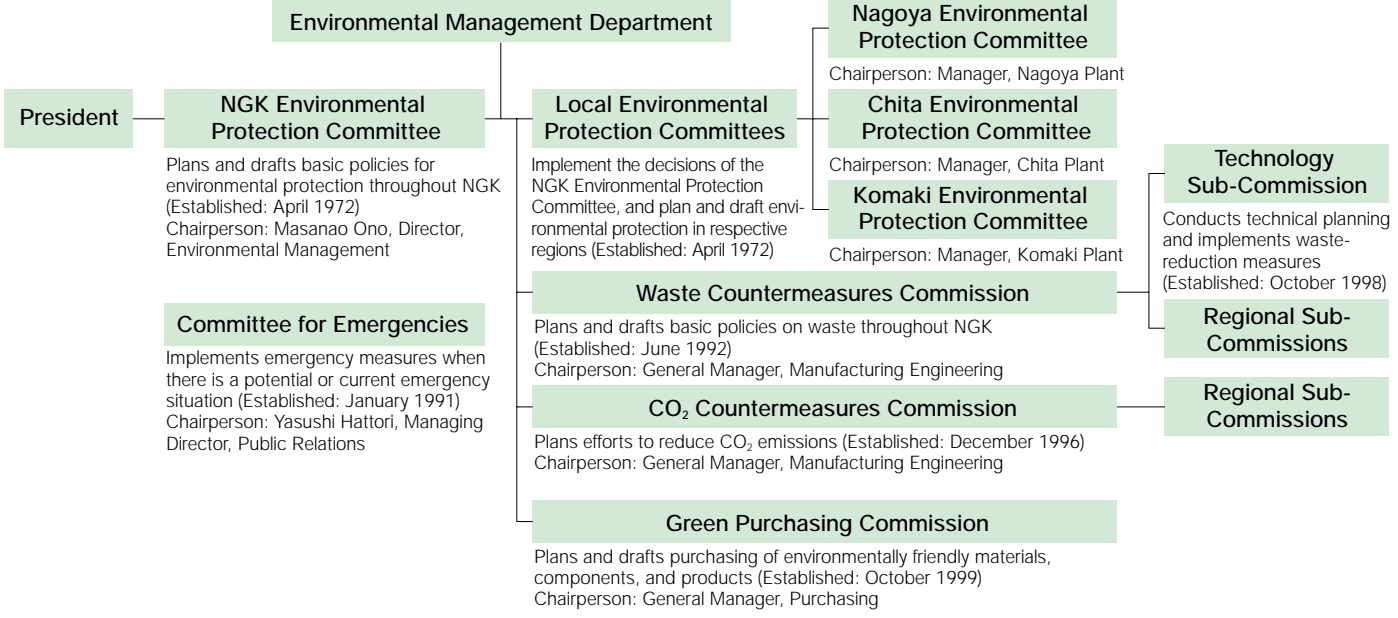 Environmental Management Department
President
NGK Environmental
Protection Committee
Plans and drafts basic policies for
environmental protection throughout NGK
(Established: April 1972)
Chairperson: Masanao Ono, Director,
Environmental Management
Committee for Emergencies
Implements emergency measures when
there is a potential or current emergency
situation (Established: January 1991)
Chairperson: Yasushi Hattori, Managing
Director, Public Relations
Local Environmental
Protection Committees
Implement the decisions of the
NGK Environmental Protection
Committee, and plan and draft envi-
ronmental protection in respective
regions (Established: April 1972)
Nagoya Environmental
Protection Committee
Chairperson: Manager, Nagoya Plant
Chita Environmental
Protection Committee
Chairperson: Manager, Chita Plant
Komaki Environmental
Protection Committee
Chairperson: Manager, Komaki Plant
Waste Countermeasures Commission
Plans and drafts basic policies on waste throughout NGK
(Established: June 1992)
Chairperson: General Manager, Manufacturing Engineering
Technology
Sub-Commission
Conducts technical planning
and implements waste-
reduction measures
(Established: October 1998)
Regional Sub-
Commissions
CO₂ Countermeasures Commission
Plans efforts to reduce CO₂ emissions (Established: December 1996)
Chairperson: General Manager, Manufacturing Engineering
Regional Sub-
Commissions
Green Purchasing Commission
Plans and drafts purchasing of environmentally friendly materials,
components, and products (Established: October 1999)
Chairperson: General Manager, Purchasing